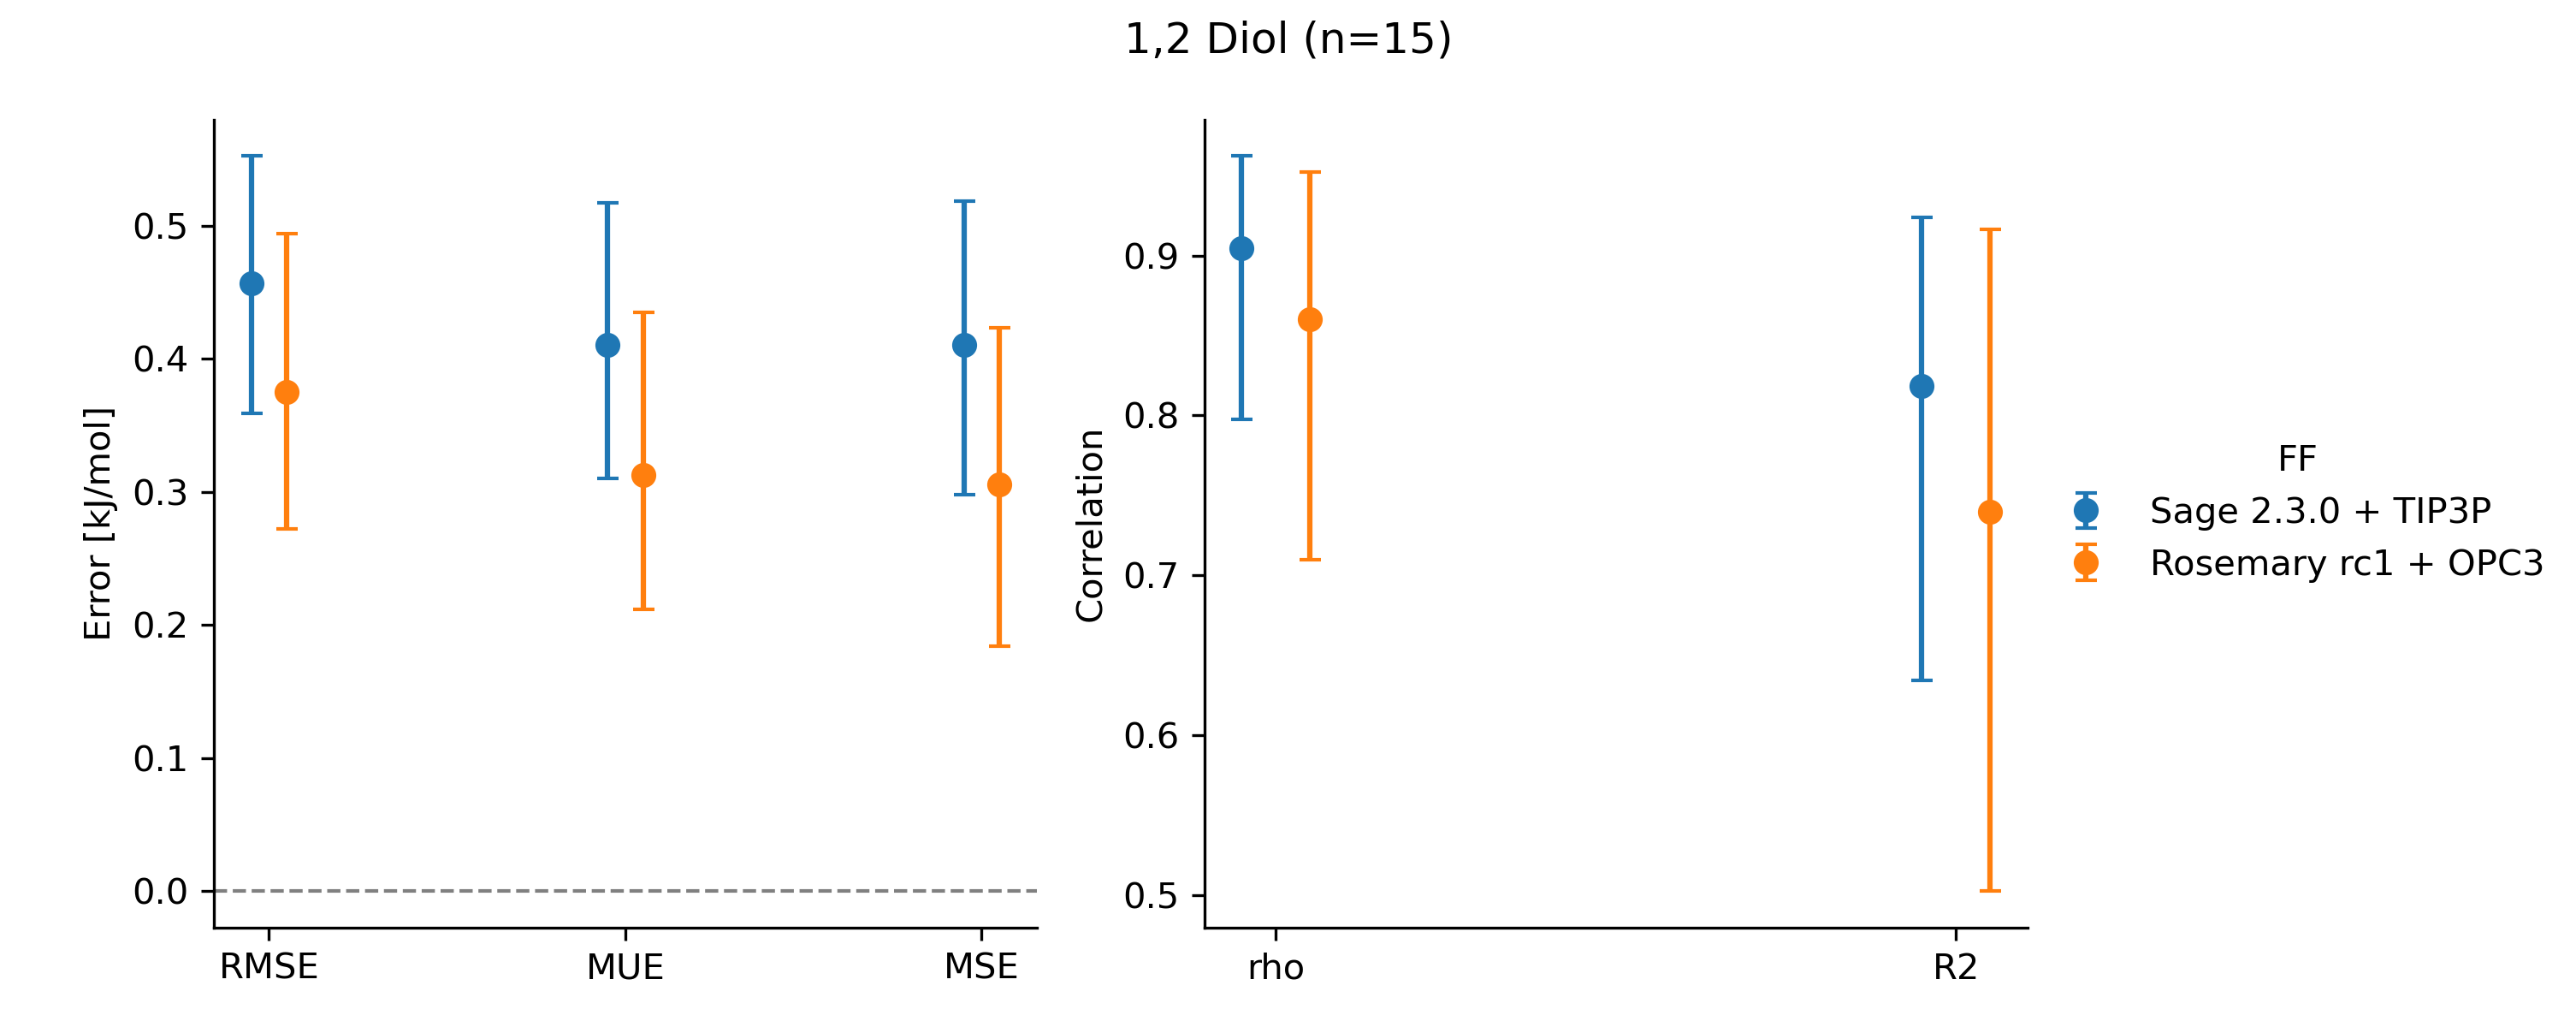 1,2 Diol (n=15)
Error [kJ/mol]
0.5
0.4
0.3
0.2
0.1
0.0
RMSE MUE MSE
Correlation
0.9
0.8
0.7
0.6
0.5
rho R2
FF
Sage 2.3.0 + TIP3P
Rosemary rc1 + OPC3